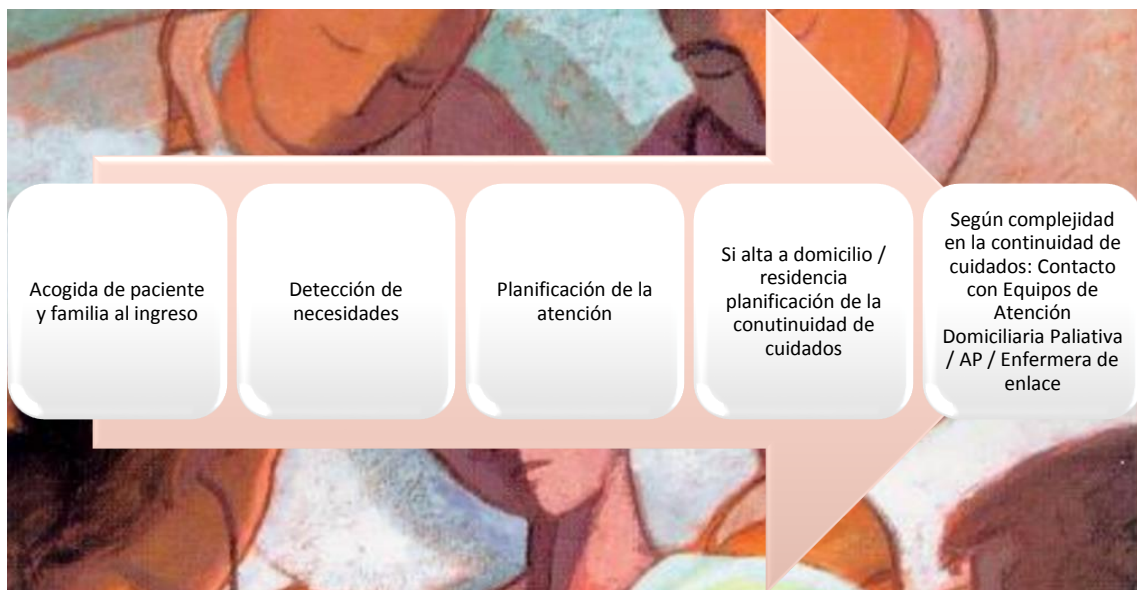 Acogida de paciente
y familia al ingreso
Detección de
necesidades
Planificación de la
atención
Si alta a domicilio /
residencia
planificación de la
conutinuidad de
cuidados
Según complejidad
en la continuidad de
cuidados: Contacto
con Equipos de
Atención
Domiciliaria Paliativa
/ AP / Enfermera de
enlace